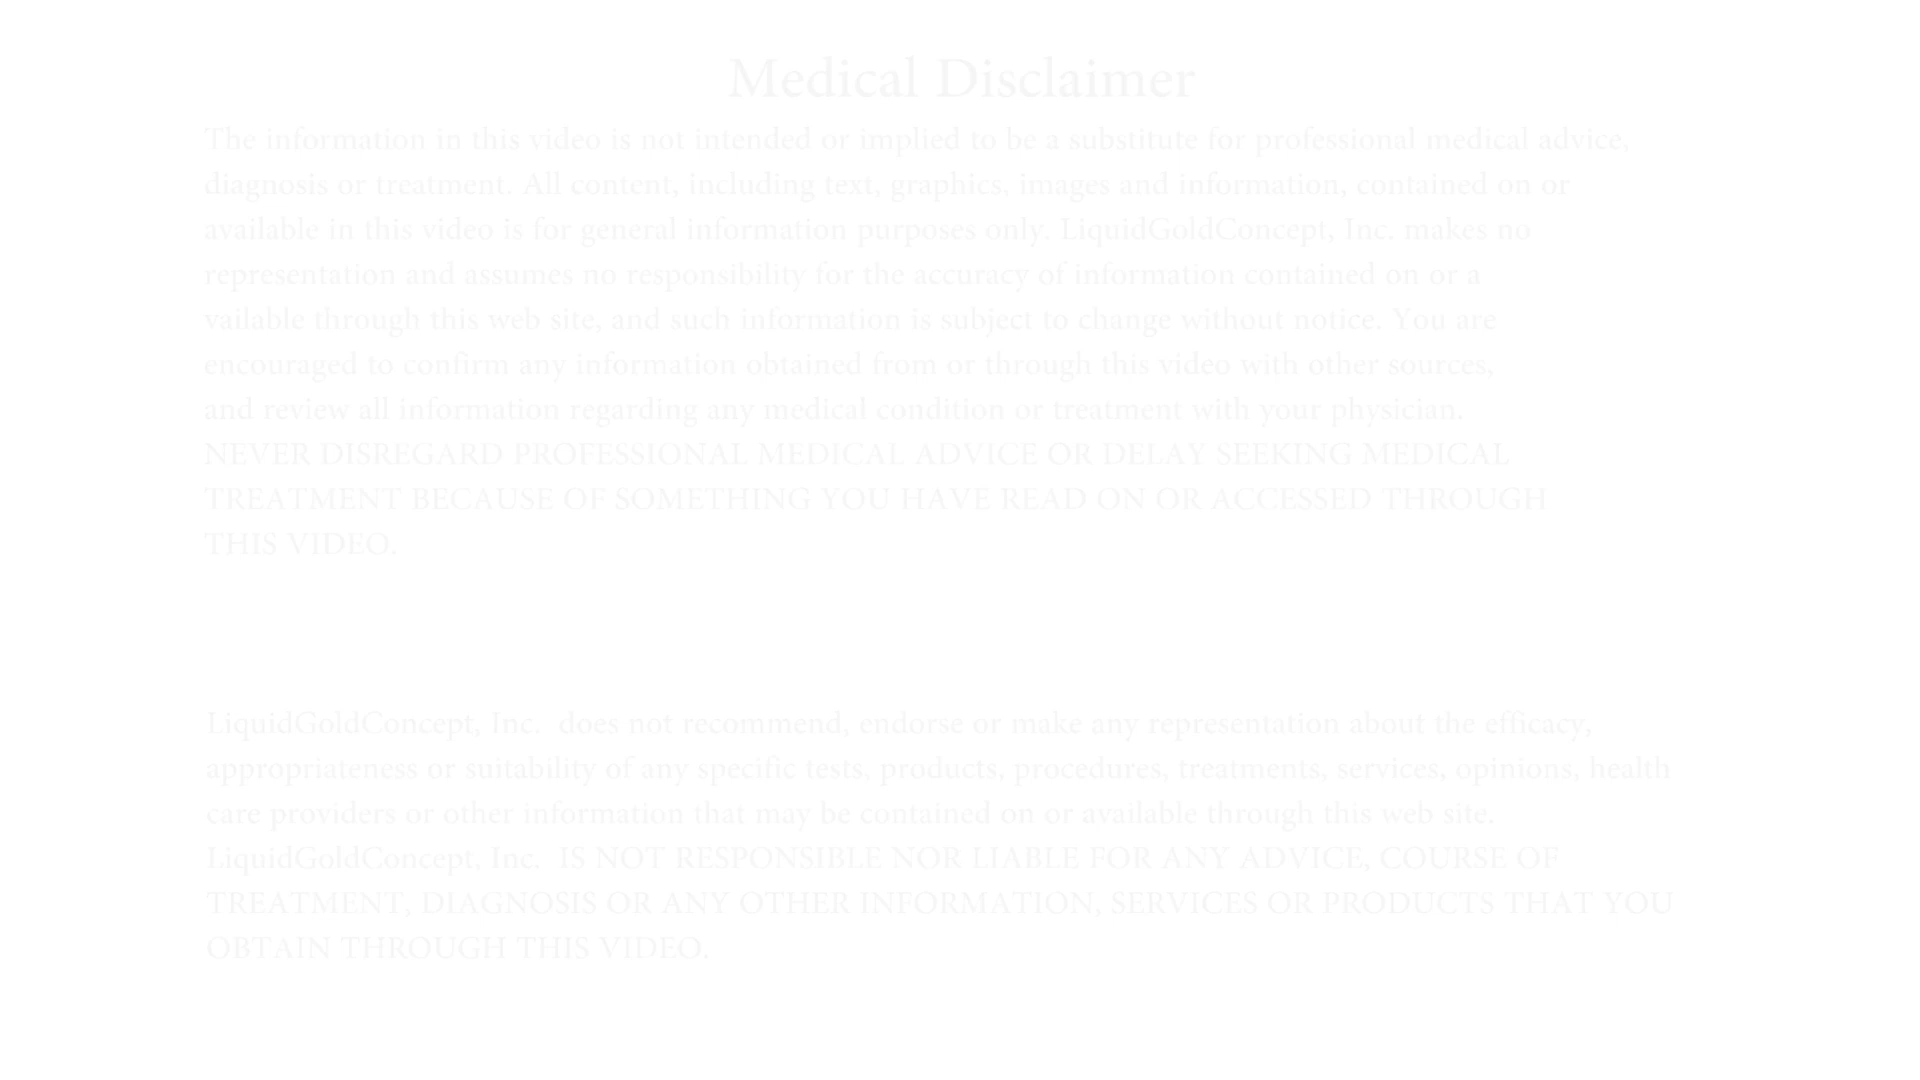 Medical Disclaimer
The information in this video is not intended or implied to be a substitute for professional medical advice,
diagnosis or treatment. All content, including text, graphics, images and information, contained on or
available in this video is for general information purposes only. LiquidGoldConcept, Inc. makes no
representation and assumes no responsibility for the accuracy of information contained on or a
vailable through this web site, and such information is subject to change without notice. You are
encouraged to confirm any information obtained from or through this video with other sources,
and review all information regarding any medical condition or treatment with your physician.
NEVER DISREGARD PROFESSIONAL MEDICAL ADVICE OR DELAY SEEKING MEDICAL
TREATMENT BECAUSE OF SOMETHING YOU HAVE READ ON OR ACCESSED THROUGH
THIS VIDEO.
LiquidGoldConcept, Inc.  does not recommend, endorse or make any representation about the efficacy,
appropriateness or suitability of any specific tests, products, procedures, treatments, services, opinions, health
care providers or other information that may be contained on or available through this web site.
LiquidGoldConcept, Inc.  IS NOT RESPONSIBLE NOR LIABLE FOR ANY ADVICE, COURSE OF
TREATMENT, DIAGNOSIS OR ANY OTHER INFORMATION, SERVICES OR PRODUCTS THAT YOU
OBTAIN THROUGH THIS VIDEO.